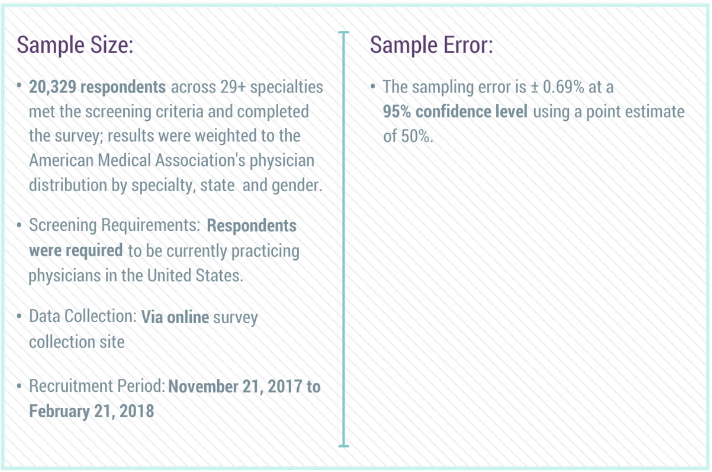 Sample Size:
• 20,329 respondents across 29+ specialties
met the screening criteria and completed
the survey; results were weighted to the
American Medical Association's physician
distribution by specialty, state and gender.
• Screening Requirements: Respondents
were required to be currently practicing
physicians in the United States.
• Data Collection: Via online survey
collection site
• Recruitment Period: November 21, 2017 to
February 21, 2018
Sample Error:
• The sampling error is ± 0.69% at a
95% confidence level using a point estimate
of 50%.